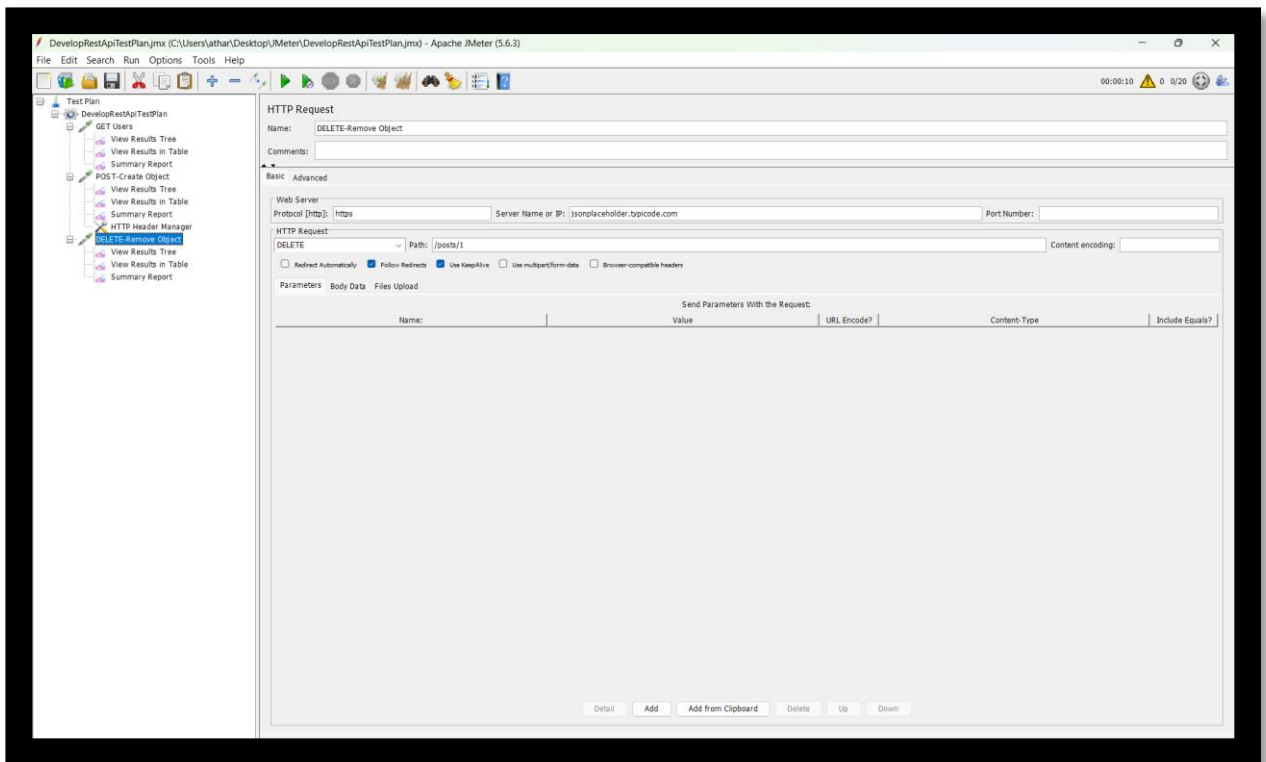 DevelopRestApiTestPlan.jmx (C:\Users\athar\Desktop\JMeter\DevelopRestApiTestPlan.jmx) - Apache JMeter (5.6.3)
File Edit Search Run Options Tools Help
00:00:10 0 0/20
Test Plan
DevelopRestApiTestPlan
GET Users
View Results Tree
View Results in Table
Summary Report
POST-Create Object
View Results Tree
View Results in Table
Summary Report
HTTP Header Manager
DELETE-Remove Object
View Results Tree
View Results in Table
Summary Report
HTTP Request
Name: DELETE-Remove Object
Comments:
Basic Advanced
Web Server
Protocol [http]: https Server Name or IP: jsonplaceholder.typicode.com Port Number:
HTTP Request
DELETE Path: /posts/1 Content encoding:
Redirect Automatically Follow Redirects Use KeepAlive Use multipart/form-data Browser-compatible headers
Parameters Body Data Files Upload
Send Parameters With the Request:
Name: Value URL Encode? Content-Type Include Equals?
Detail Add Add from Clipboard Delete Up Down